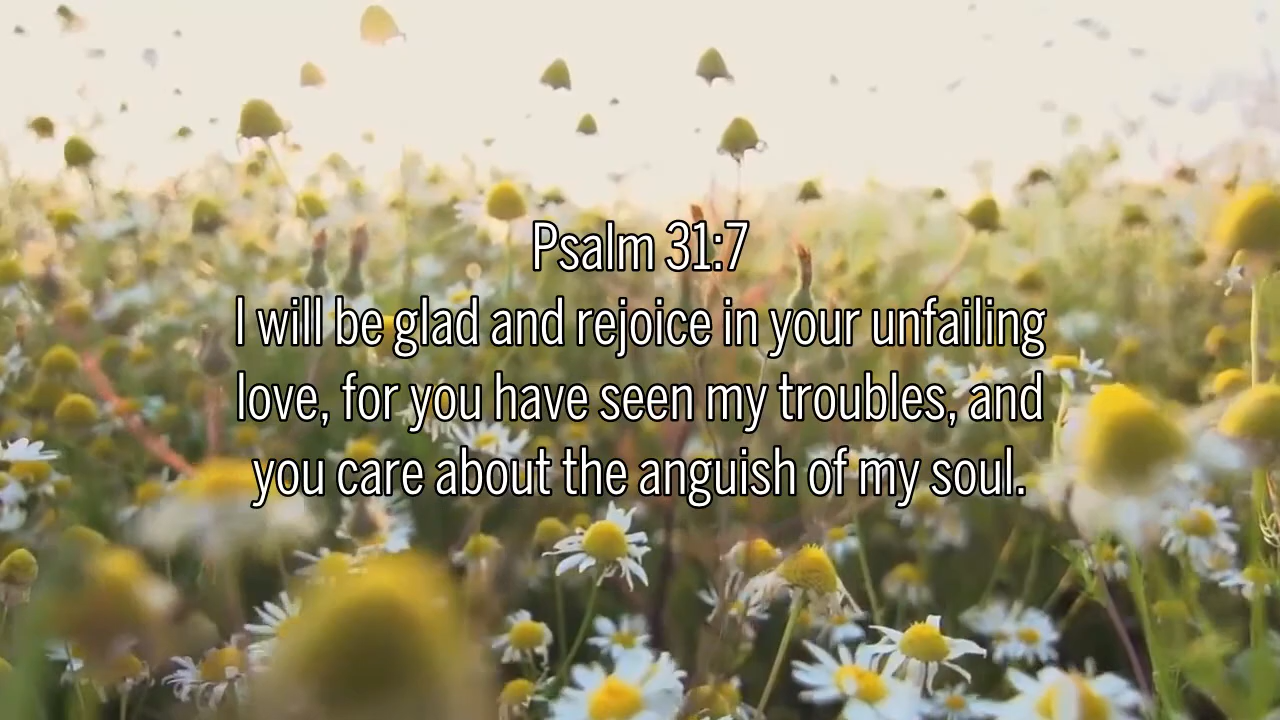 Psalm 31:7
I will be glad and rejoice in your unfailing
love, for you have seen my troubles, and
you care about the anguish of my soul.